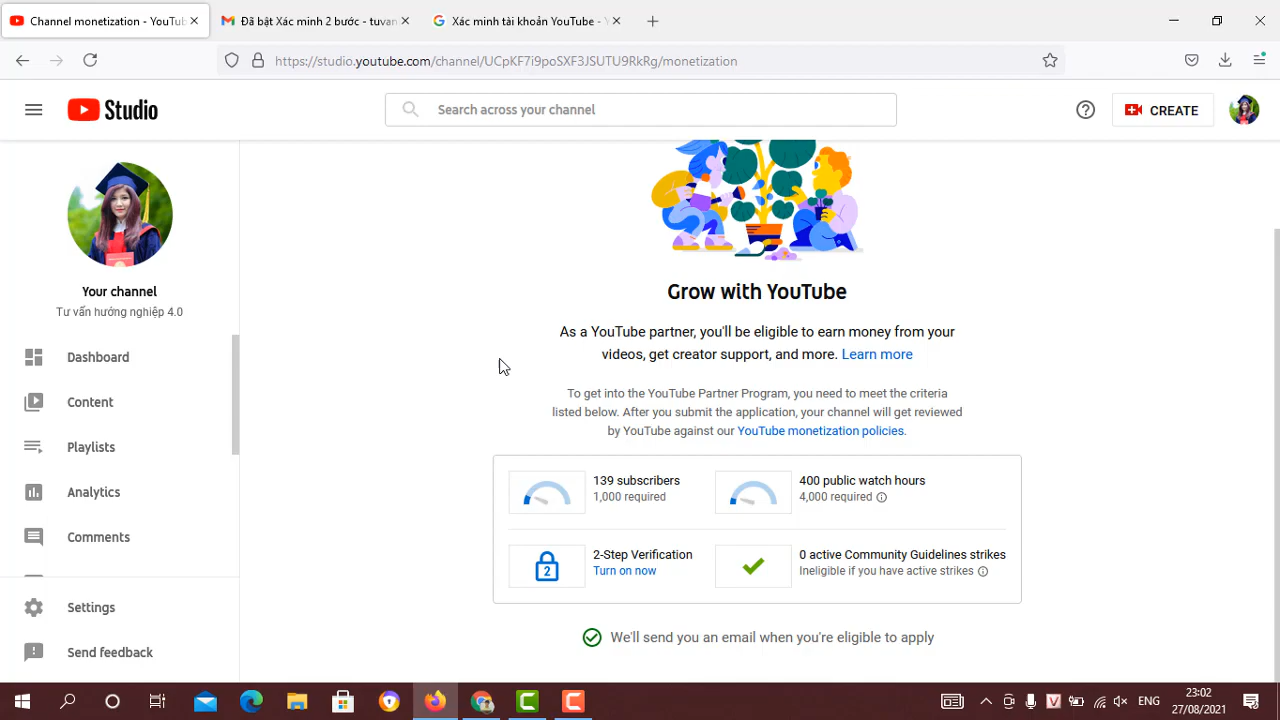 Channel monetization - YouTub
Đã bật Xác minh 2 bước - tuvan
Xác minh tài khoản YouTube - 
https://studio.youtube.com/channel/UCpKF7i9poSXF3JSUTU9RkRg/monetization
Studio
Search across your channel
CREATE
Your channel
Tư vấn hướng nghiệp 4.0
Dashboard
Content
Playlists
Analytics
Comments
Settings
Send feedback
Grow with YouTube
As a YouTube partner, you'll be eligible to earn money from your
videos, get creator support, and more. Learn more
To get into the YouTube Partner Program, you need to meet the criteria
listed below. After you submit the application, your channel will get reviewed
by YouTube against our YouTube monetization policies.
139 subscribers
1,000 required
400 public watch hours
4,000 required
2
2-Step Verification
Turn on now
0 active Community Guidelines strikes
Ineligible if you have active strikes
We'll send you an email when you're eligible to apply
V
ENG
23:02
27/08/2021